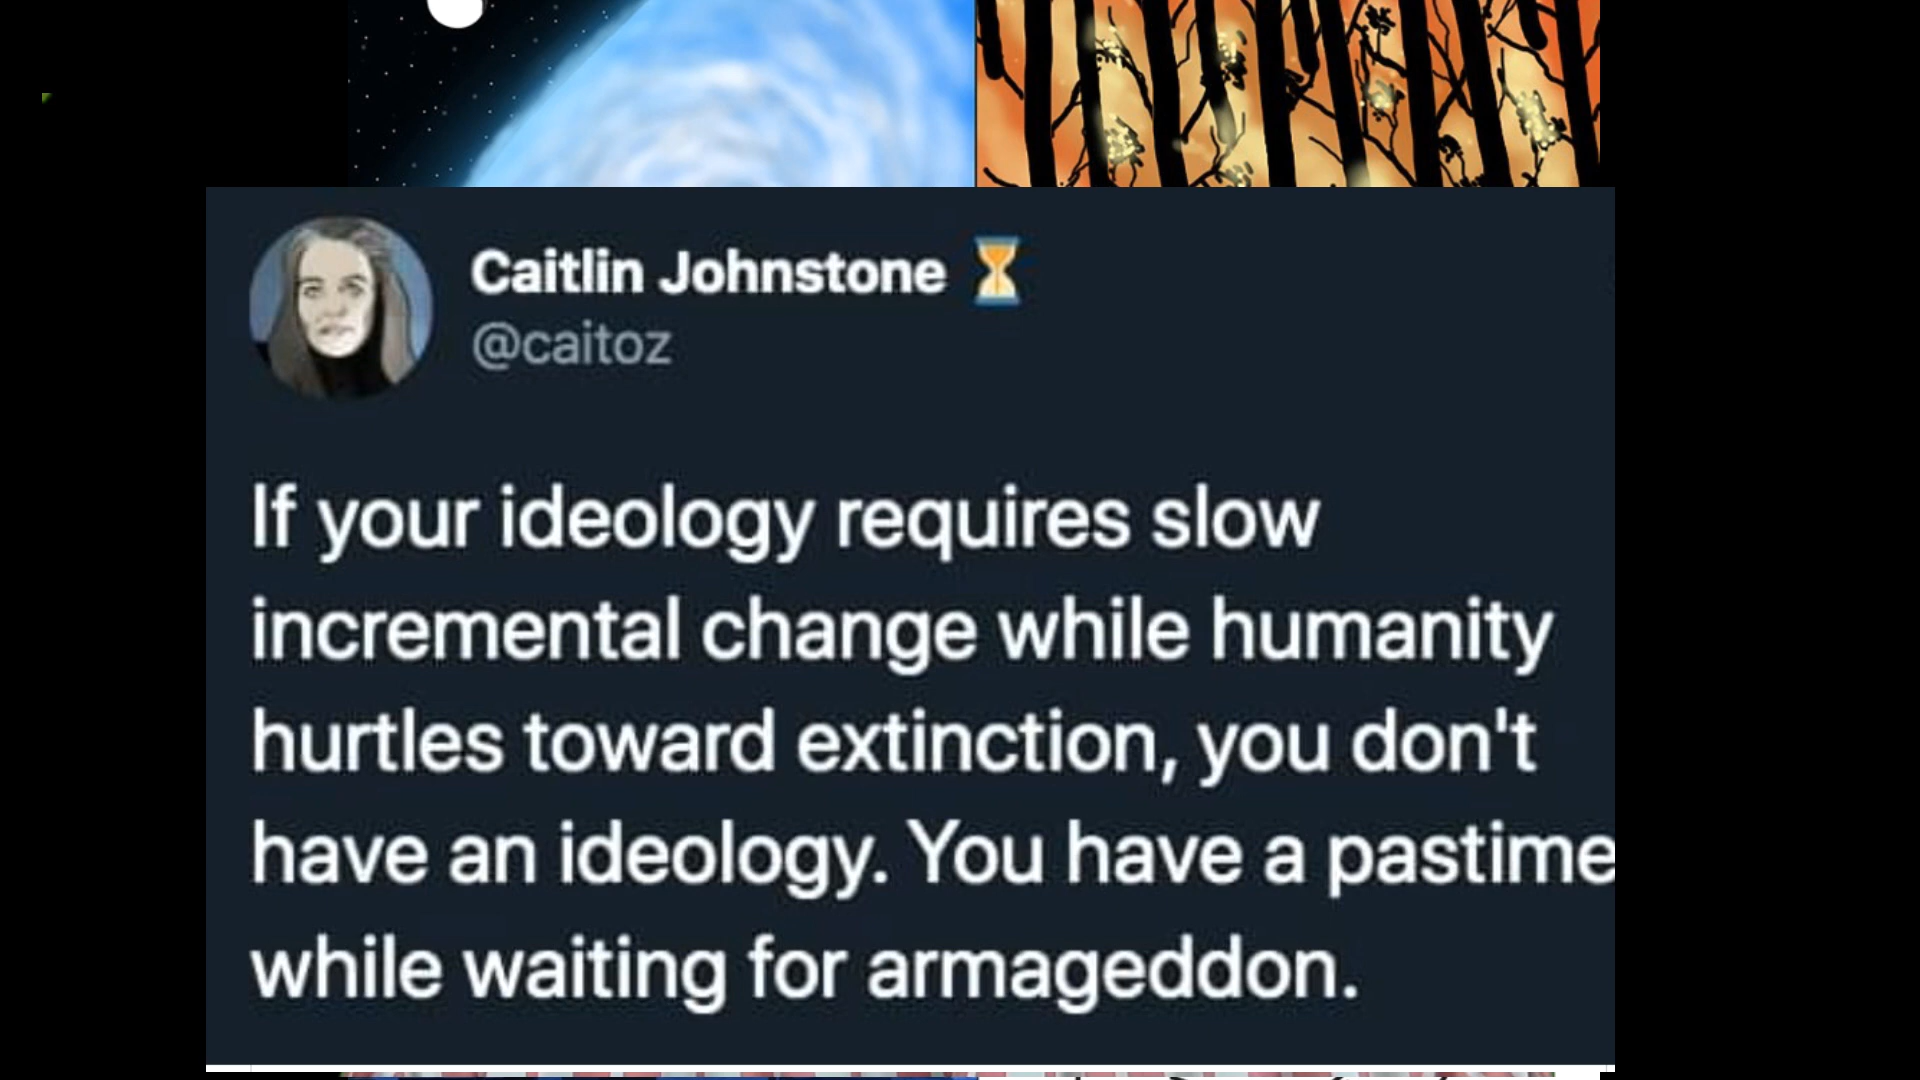 Caitlin Johnstone ⏳
@caitoz
If your ideology requires slow
incremental change while humanity
hurtles toward extinction, you don't
have an ideology. You have a pastime
while waiting for armageddon.